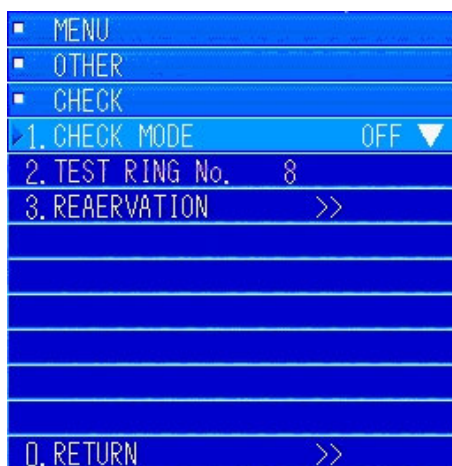 MENU
OTHER
CHECK
1. CHECK MODE OFF
2. TEST RING No. 8
3. REAERVATION >>
0. RETURN >>